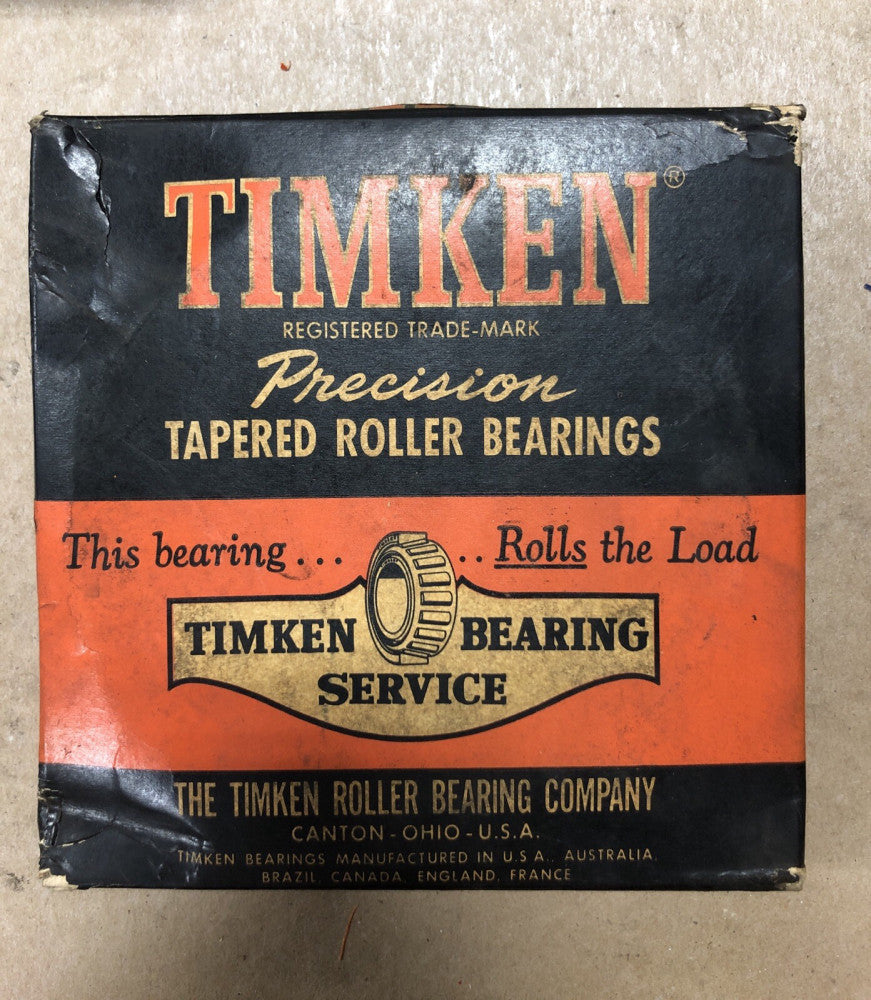 TIMKEN®
REGISTERED TRADE-MARK
Precision
TAPERED ROLLER BEARINGS
This bearing... ..Rolls the Load
TIMKEN BEARING
SERVICE
THE TIMKEN ROLLER BEARING COMPANY
CANTON-OHIO-U.S.A.
TIMKEN BEARINGS MANUFACTURED IN U.S.A., AUSTRALIA,
BRAZIL, CANADA, ENGLAND, FRANCE